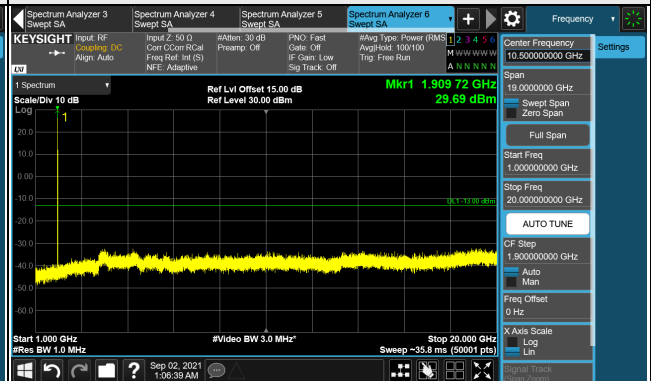 Spectrum Analyzer 3
Swept SA
Spectrum Analyzer 4
Swept SA
Spectrum Analyzer 5
Swept SA
Spectrum Analyzer 6
Swept SA
Frequency
KEYSIGHT
Input: RF
Coupling: DC
Align: Auto
Input Z: 50 Ω
Corr CCorr RCal
Freq Ref: Int (S)
NFE: Adaptive
#Atten: 30 dB
Preamp: Off
PNO: Fast
Gate: Off
IF Gain: Low
Sig Track: Off
#Avg Type: Power (RMS
Avg|Hold: 100/100
Trig: Free Run
1 2 3 4 5 6
M W W W W W
A N N N N N
LXI
1 Spectrum
Scale/Div 10 dB
Log
Ref Lvl Offset 15.00 dB
Ref Level 30.00 dBm
Mkr1 1.909 72 GHz
29.69 dBm
1
20.0
10.0
0.00
-10.0
-20.0
-30.0
-40.0
-50.0
-60.0
DL1 -13.00 dBm
Start 1.000 GHz
#Res BW 1.0 MHz
#Video BW 3.0 MHz*
Stop 20.000 GHz
Sweep ~35.8 ms (50001 pts)
Center Frequency
10.500000000 GHz
Settings
Span
19.0000000 GHz
Swept Span
Zero Span
Full Span
Start Freq
1.000000000 GHz
Stop Freq
20.000000000 GHz
AUTO TUNE
CF Step
1.900000000 GHz
Auto
Man
Freq Offset
0 Hz
X Axis Scale
Log
Lin
Signal Track
(Span Zoom)
Sep 02, 2021
1:06:39 AM